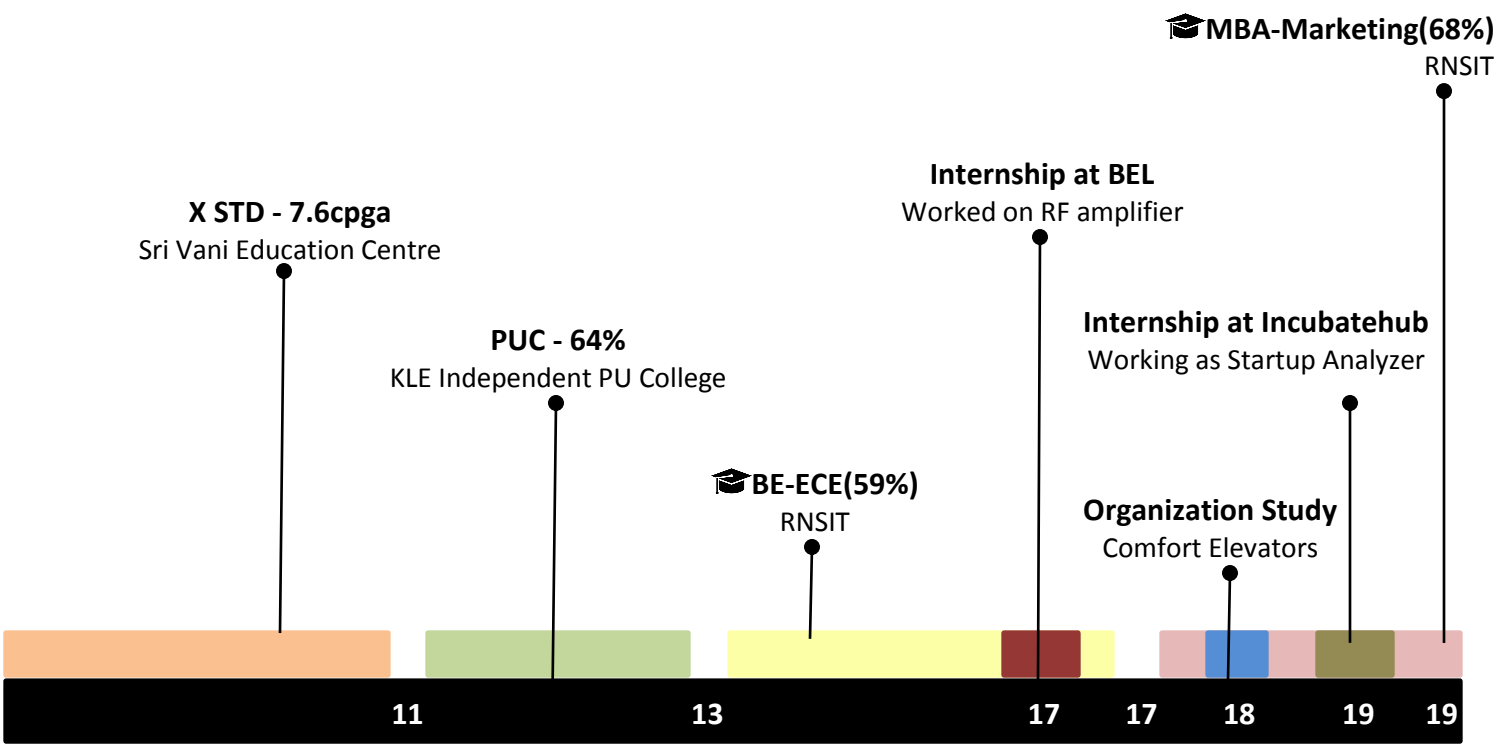 MBA-Marketing(68%)
RNSIT
Internship at BEL
Worked on RF amplifier
X STD - 7.6cpga
Sri Vani Education Centre
Internship at Incubatehub
Working as Startup Analyzer
PUC - 64%
KLE Independent PU College
BE-ECE(59%)
RNSIT
Organization Study
Comfort Elevators
11 13 17 17 18 19 19